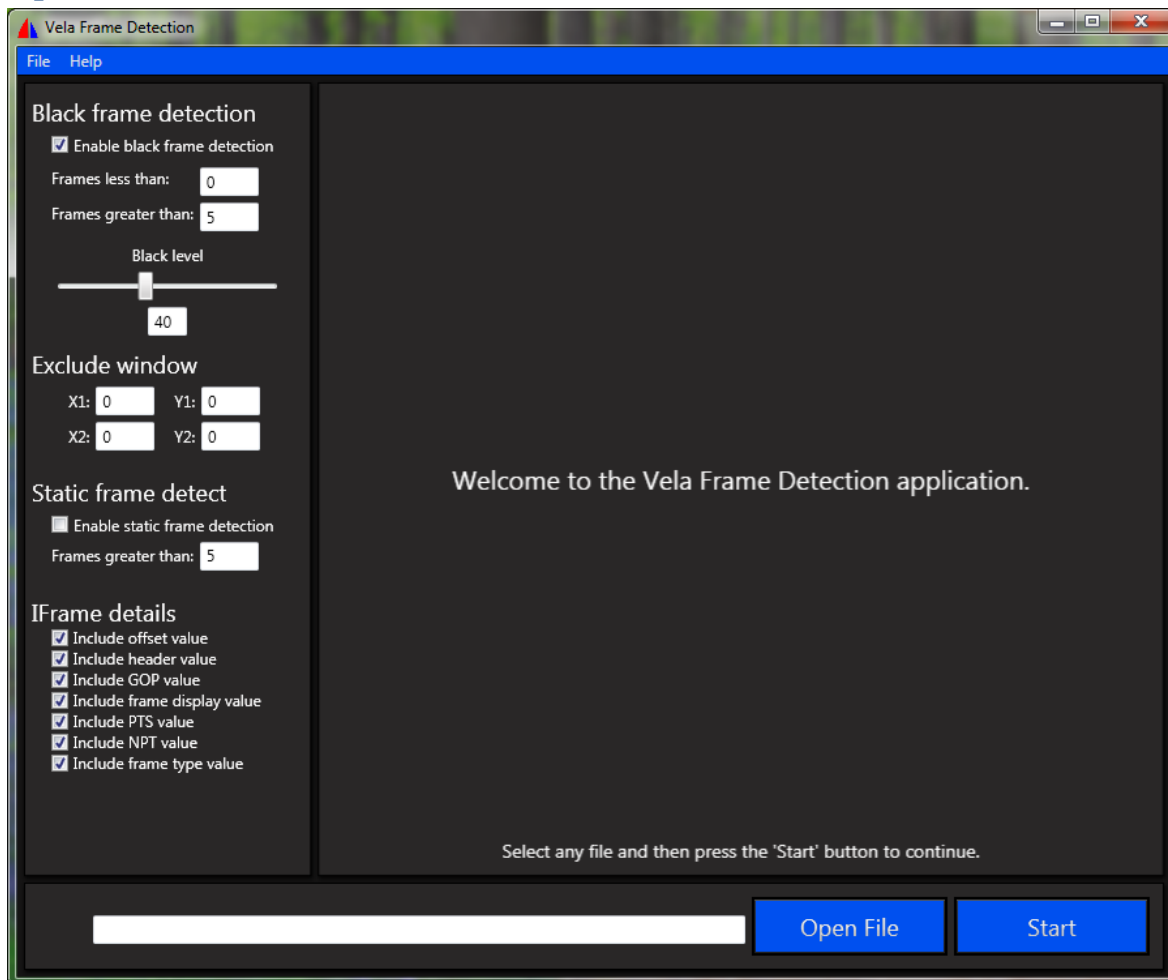 Vela Frame Detection
File Help
Black frame detection
Enable black frame detection
Frames less than: 0
Frames greater than: 5
Black level
40
Exclude window
X1: 0 Y1: 0
X2: 0 Y2: 0
Static frame detect
Enable static frame detection
Frames greater than: 5
IFrame details
Include offset value
Include header value
Include GOP value
Include frame display value
Include PTS value
Include NPT value
Include frame type value
Welcome to the Vela Frame Detection application.
Select any file and then press the 'Start' button to continue.
Open File Start